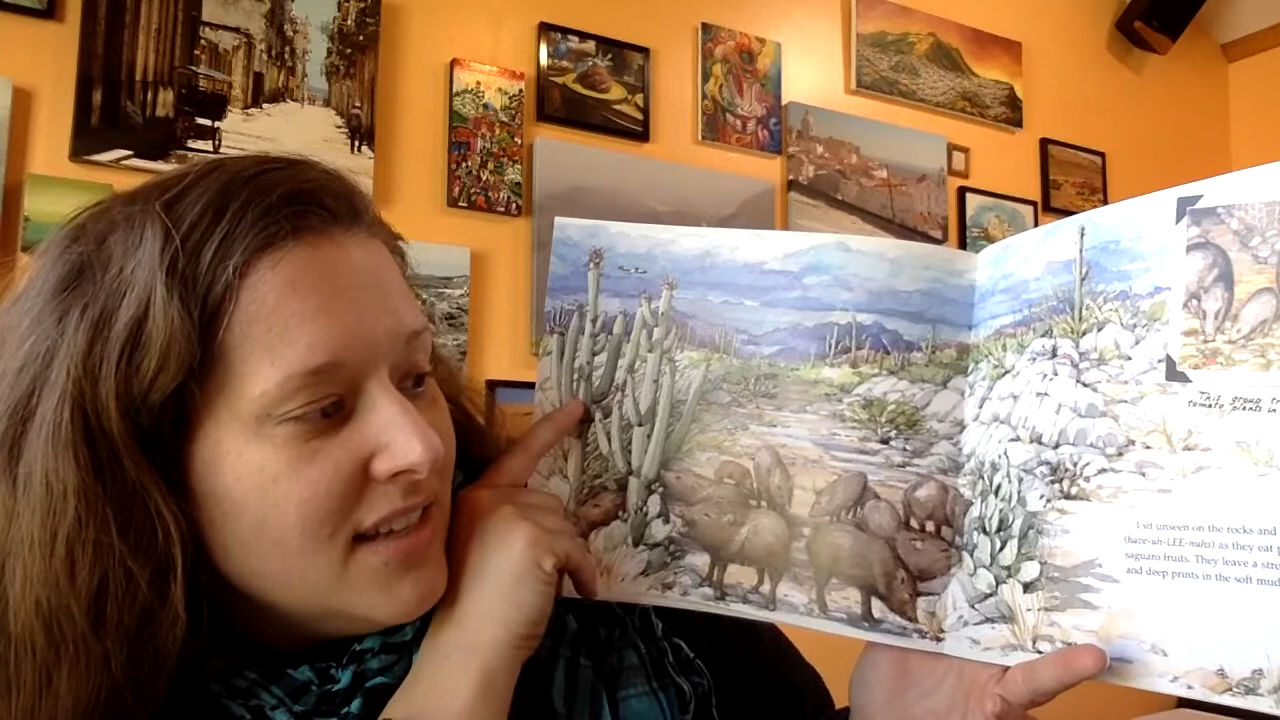 This group tr
tomato plants in
I sit unseen on the rocks and
(have-uh-LEE-nuhs) as they eat p
saguaro fruits. They leave a stro
and deep prints in the soft mud